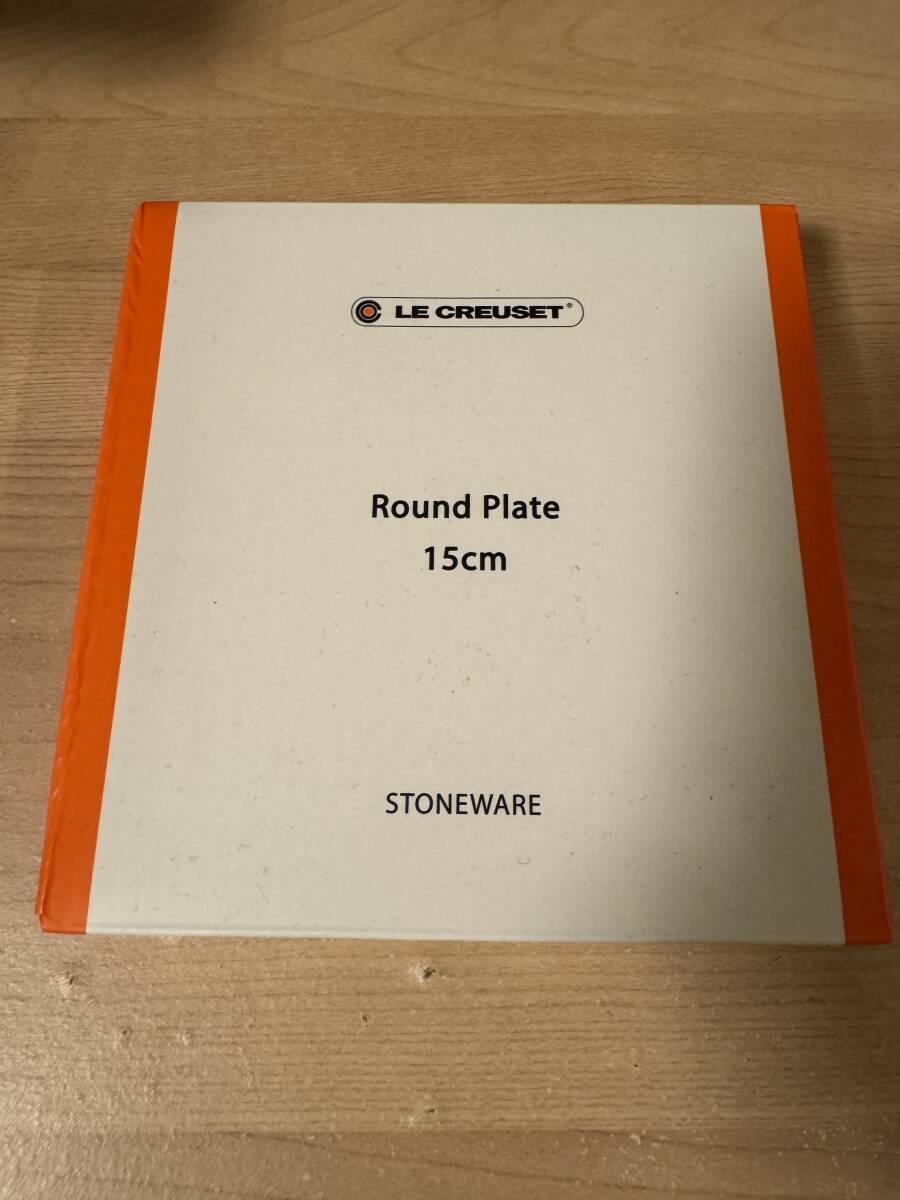 LE CREUSET®
Round Plate
15cm
STONEWARE